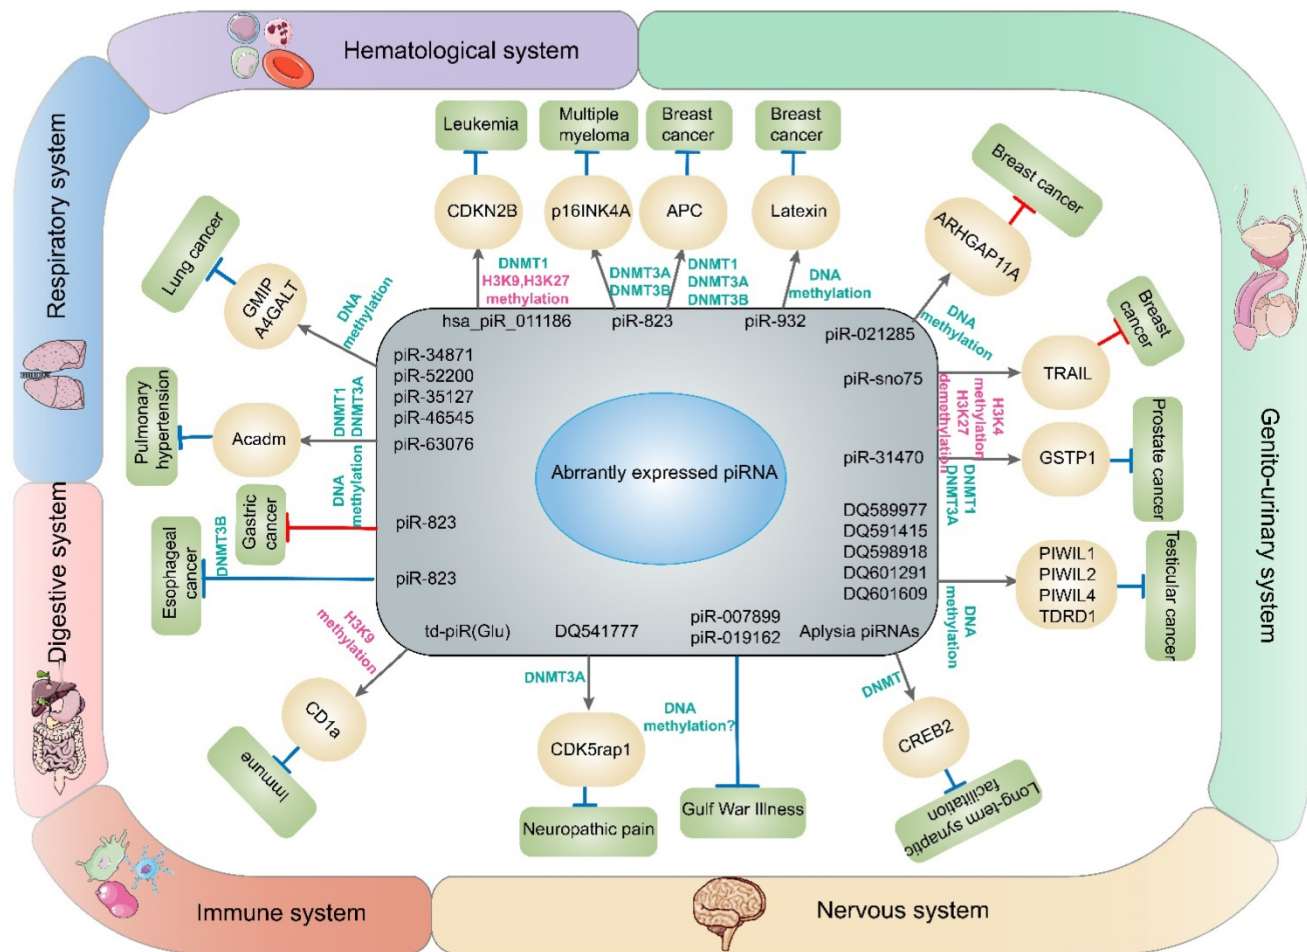 Hematological system
Respiratory system
Digestive system
Immune system
Nervous system
Genito-urinary system
Leukemia
Multiple
myeloma
Breast
cancer
Breast
cancer
Breast cancer
CDKN2B
p16INK4A
APC
Latexin
ARHGAP11A
DNMT1
H3K9,H3K27
methylation
DNMT3A
DNMT3B
DNMT1
DNMT3A
DNMT3B
DNA
methylation
DNA
methylation
hsa_piR_011186
piR-823
piR-932
piR-021285
Lung cancer
GMIP
A4GALT
DNA
methylation
piR-34871
piR-52200
piR-35127
piR-46545
piR-63076
Pulmonary
hypertension
Acadm
DNMT1
DNMT3A
DNA
methylation
Gastric
cancer
piR-823
Esophageal
cancer
DNMT3B
piR-823
Abrrantly expressed piRNA
piR-sno75
H3K4
methylation
H3K27
demethylation
TRAIL
Breast
cancer
piR-31470
DNMT1
DNMT3A
GSTP1
Prostate cancer
DQ589977
DQ591415
DQ598918
DQ601291
DQ601609
DNA
methylation
PIWIL1
PIWIL2
PIWIL4
TDRD1
Testicular cancer
td-piR(Glu)
H3K9
methylation
CD1a
Immune
DQ541777
DNMT3A
CDK5rap1
Neuropathic pain
piR-007899
piR-019162
DNA
methylation?
Gulf War Illness
Aplysia piRNAs
DNMT
CREB2
Long-term synaptic
facilitation